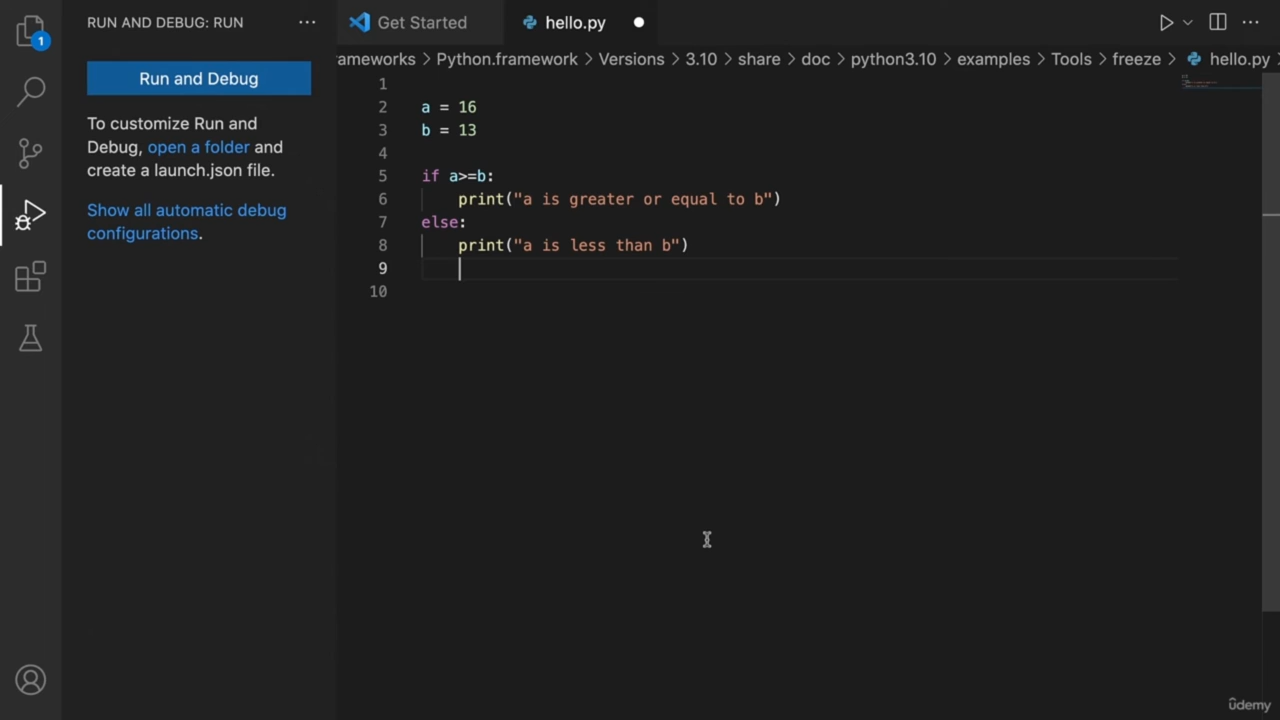 RUN AND DEBUG: RUN
Get Started
hello.py
1
Run and Debug
To customize Run and
Debug, open a folder and
create a launch.json file.
Show all automatic debug
configurations.
ameworks > Python.framework > Versions > 3.10 > share > doc > python3.10 > examples > Tools > freeze > hello.py
1
2 a = 16
3 b = 13
4
5 if a>=b:
6 print("a is greater or equal to b")
7 else:
8 print("a is less than b")
9
10
ûdemy